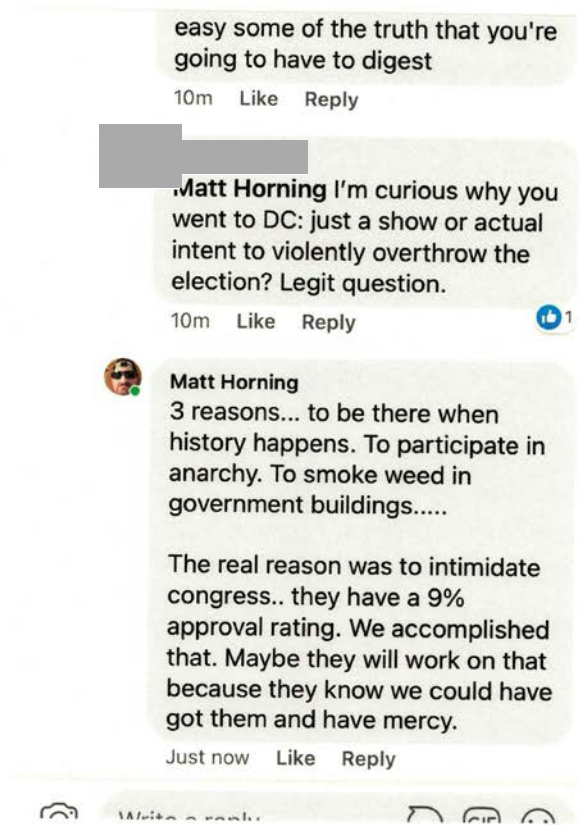 easy some of the truth that you're
going to have to digest
10m Like Reply
Matt Horning I'm curious why you
went to DC: just a show or actual
intent to violently overthrow the
election? Legit question.
10m Like Reply
1
Matt Horning
3 reasons... to be there when
history happens. To participate in
anarchy. To smoke weed in
government buildings.....
The real reason was to intimidate
congress.. they have a 9%
approval rating. We accomplished
that. Maybe they will work on that
because they know we could have
got them and have mercy.
Just now Like Reply
Write a reply
GIF